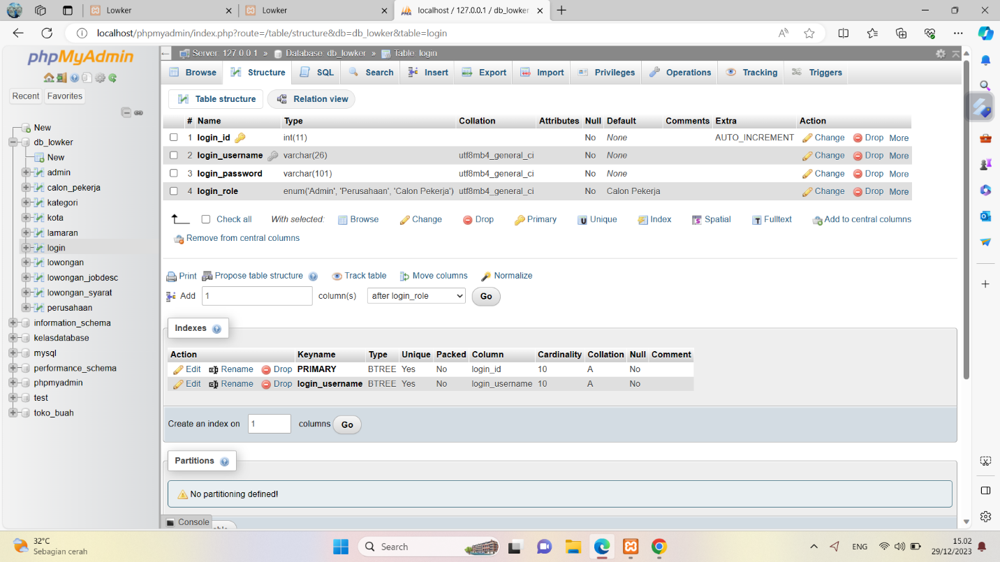 Lowker
Lowker
localhost / 127.0.0.1 / db_lowker
localhost/phpmyadmin/index.php?route=/table/structure&db=db_lowker&table=login
phpMyAdmin
Recent
Favorites
New
db_lowker
New
admin
calon_pekerja
kategori
kota
lamaran
login
lowongan
lowongan_jobdesc
lowongan_syarat
perusahaan
information_schema
kelasdatabase
mysql
performance_schema
phpmyadmin
test
toko_buah
Server: 127.0.0.1 » Database: db_lowker » Table: login
Browse Structure SQL Search Insert Export Import Privileges Operations Tracking Triggers
Table structure Relation view
# Name Type Collation Attributes Null Default Comments Extra Action
1 login_id int(11) No None AUTO_INCREMENT Change Drop More
2 login_username varchar(26) utf8mb4_general_ci No None Change Drop More
3 login_password varchar(101) utf8mb4_general_ci No None Change Drop More
4 login_role enum('Admin', 'Perusahaan', 'Calon Pekerja') utf8mb4_general_ci No Calon Pekerja Change Drop More
Check all With selected: Browse Change Drop Primary Unique Index Spatial Fulltext Add to central columns
Remove from central columns
Print Propose table structure Track table Move columns Normalize
Add 1 column(s) after login_role Go
Indexes
Action Keyname Type Unique Packed Column Cardinality Collation Null Comment
Edit Rename Drop PRIMARY BTREE Yes No login_id 10 A No
Edit Rename Drop login_username BTREE Yes No login_username 10 A No
Create an index on 1 columns Go
Partitions
No partitioning defined!
Console
32°C
Sebagian cerah
Search
ENG
15.02
29/12/2023